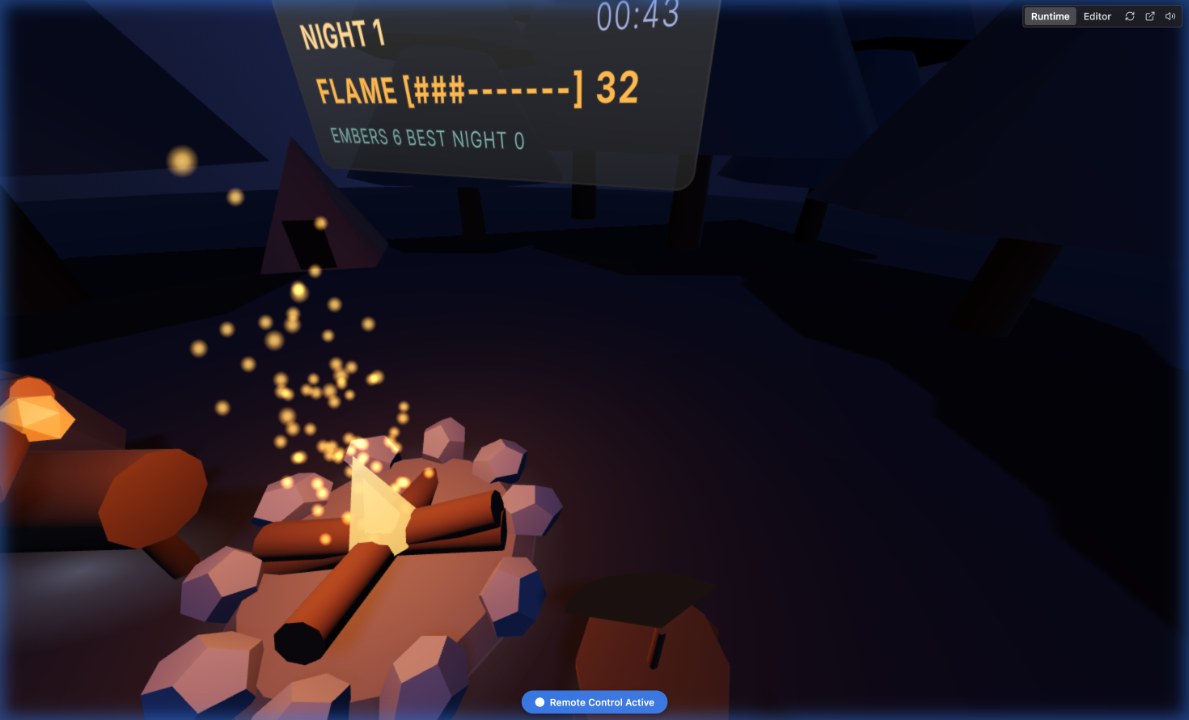 Runtime Editor
NIGHT 1 00:43
FLAME [###-------] 32
EMBERS 6 BEST NIGHT 0
Remote Control Active